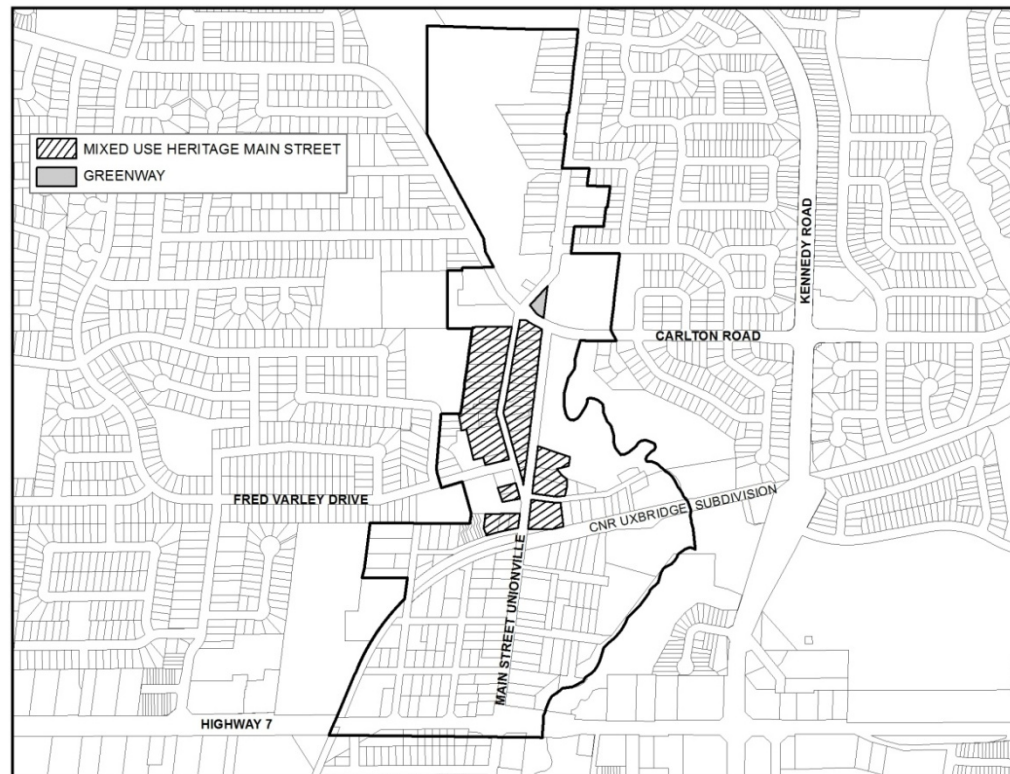 MIXED USE HERITAGE MAIN STREET
GREENWAY
KENNEDY ROAD
CARLTON ROAD
FRED VARLEY DRIVE
CNR UXBRIDGE SUBDIVISION
MAIN STREET UNIONVILLE
HIGHWAY 7